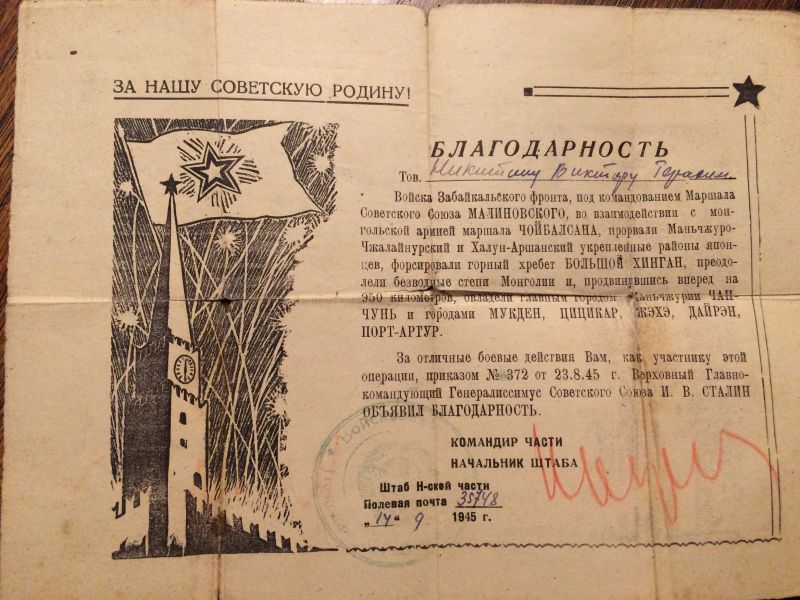 ЗА НАШУ СОВЕТСКУЮ РОДИНУ!
БЛАГОДАРНОСТЬ
Тов. Никитину Виктору Герасим.
Войска Забайкальского фронта, под командованием Маршала
Советского Союза МАЛИНОВСКОГО, во взаимодействии с мон-
гольской армией маршала ЧОЙБАЛСАНА, прорвали Маньчжуро-
Чжалайнурский и Халун-Аршанский укрепленные районы япон-
цев, форсировали горный хребет БОЛЬШОЙ ХИНГАН, преодо-
лели безводные степи Монголии и, продвинувшись вперед на
950 километров, овладели главным городом Маньчжурии ЧАН-
ЧУНЬ и городами МУКДЕН, ЦИЦИКАР, ЖЭХЭ, ДАЙРЭН,
ПОРТ-АРТУР.
За отличные боевые действия Вам, как участнику этой
операции, приказом № 372 от 23.8.45 г. Верховный Главно-
командующий Генералиссимус Советского Союза И. В. СТАЛИН
ОБЪЯВИЛ БЛАГОДАРНОСТЬ.
КОМАНДИР ЧАСТИ
НАЧАЛЬНИК ШТАБА
Штаб Н-ской части
Полевая почта 35748
„14“ 9 1945 г.